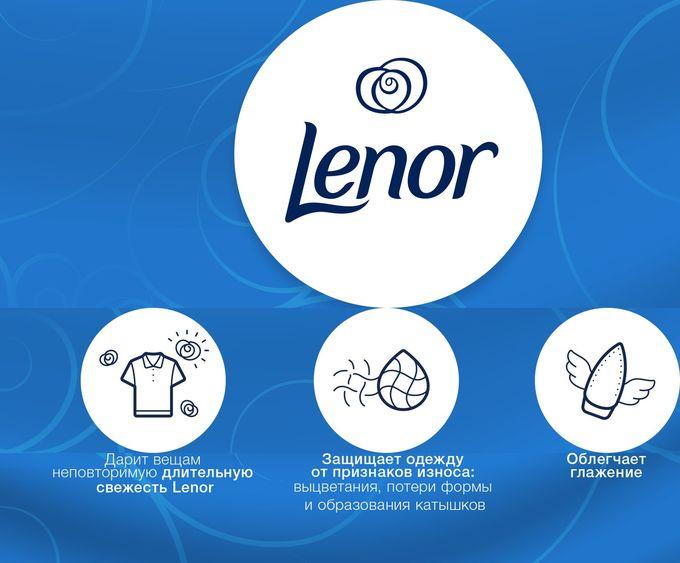 Lenor
Дарит вещам
неповторимую длительную
свежесть Lenor
Защищает одежду
от признаков износа:
выцветания, потери формы
и образования катышков
Облегчает
глажение